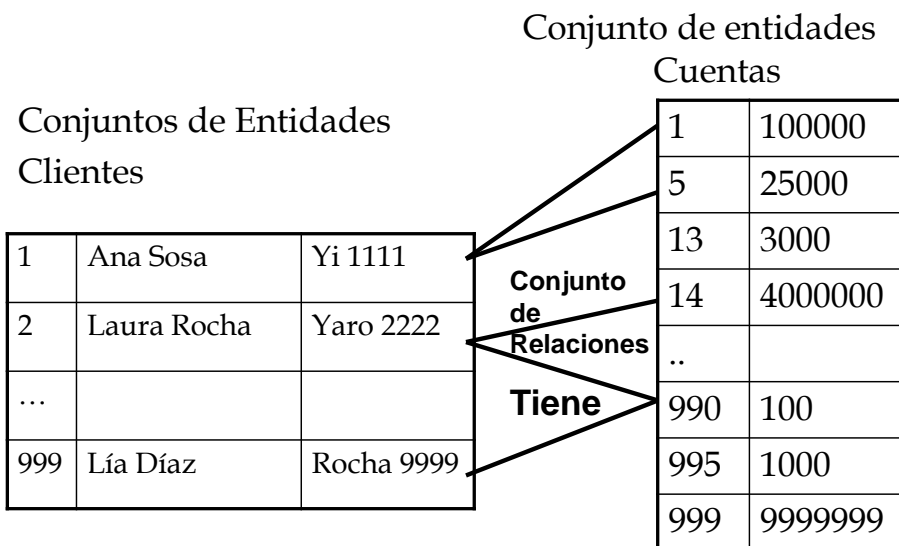 Conjunto de entidades
Cuentas
Conjuntos de Entidades
Clientes
1 Ana Sosa Yi 1111
2 Laura Rocha Yaro 2222
…
999 Lía Díaz Rocha 9999
Conjunto
de
Relaciones
Tiene
1 100000
5 25000
13 3000
14 4000000
..
990 100
995 1000
999 9999999